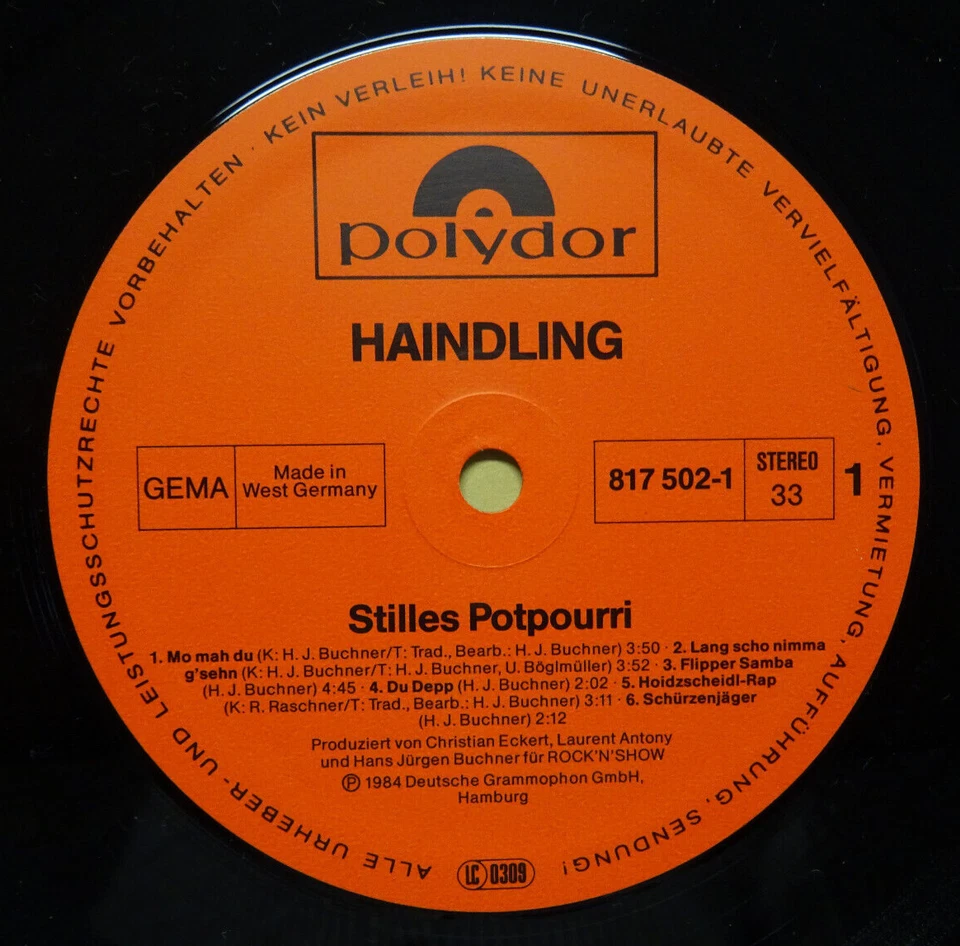 ALLE URHEBER- UND LEISTUNGSSCHUTZRECHTE VORBEHALTEN · KEIN VERLEIH! KEINE UNERLAUBTE VERVIELFÄLTIGUNG, VERMIETUNG, AUFFÜHRUNG, SENDUNG!
polydor
HAINDLING
GEMA
Made in
West Germany
817 502-1
STEREO
33
1
Stilles Potpourri
1. Mo mah du (K: H. J. Buchner/T: Trad., Bearb.: H. J. Buchner) 3:50 · 2. Lang scho nimma
g'sehn (K: H. J. Buchner/T: H. J. Buchner, U. Böglmüller) 3:52 · 3. Flipper Samba
(H. J. Buchner) 4:45 · 4. Du Depp (H. J. Buchner) 2:02 · 5. Hoidzscheidl-Rap
(K: R. Raschner/T: Trad., Bearb.: H. J. Buchner) 3:11 · 6. Schürzenjäger
(H. J. Buchner) 2:12
Produziert von Christian Eckert, Laurent Antony
und Hans Jürgen Buchner für ROCK'N'SHOW
℗ 1984 Deutsche Grammophon GmbH,
Hamburg
LC 0309